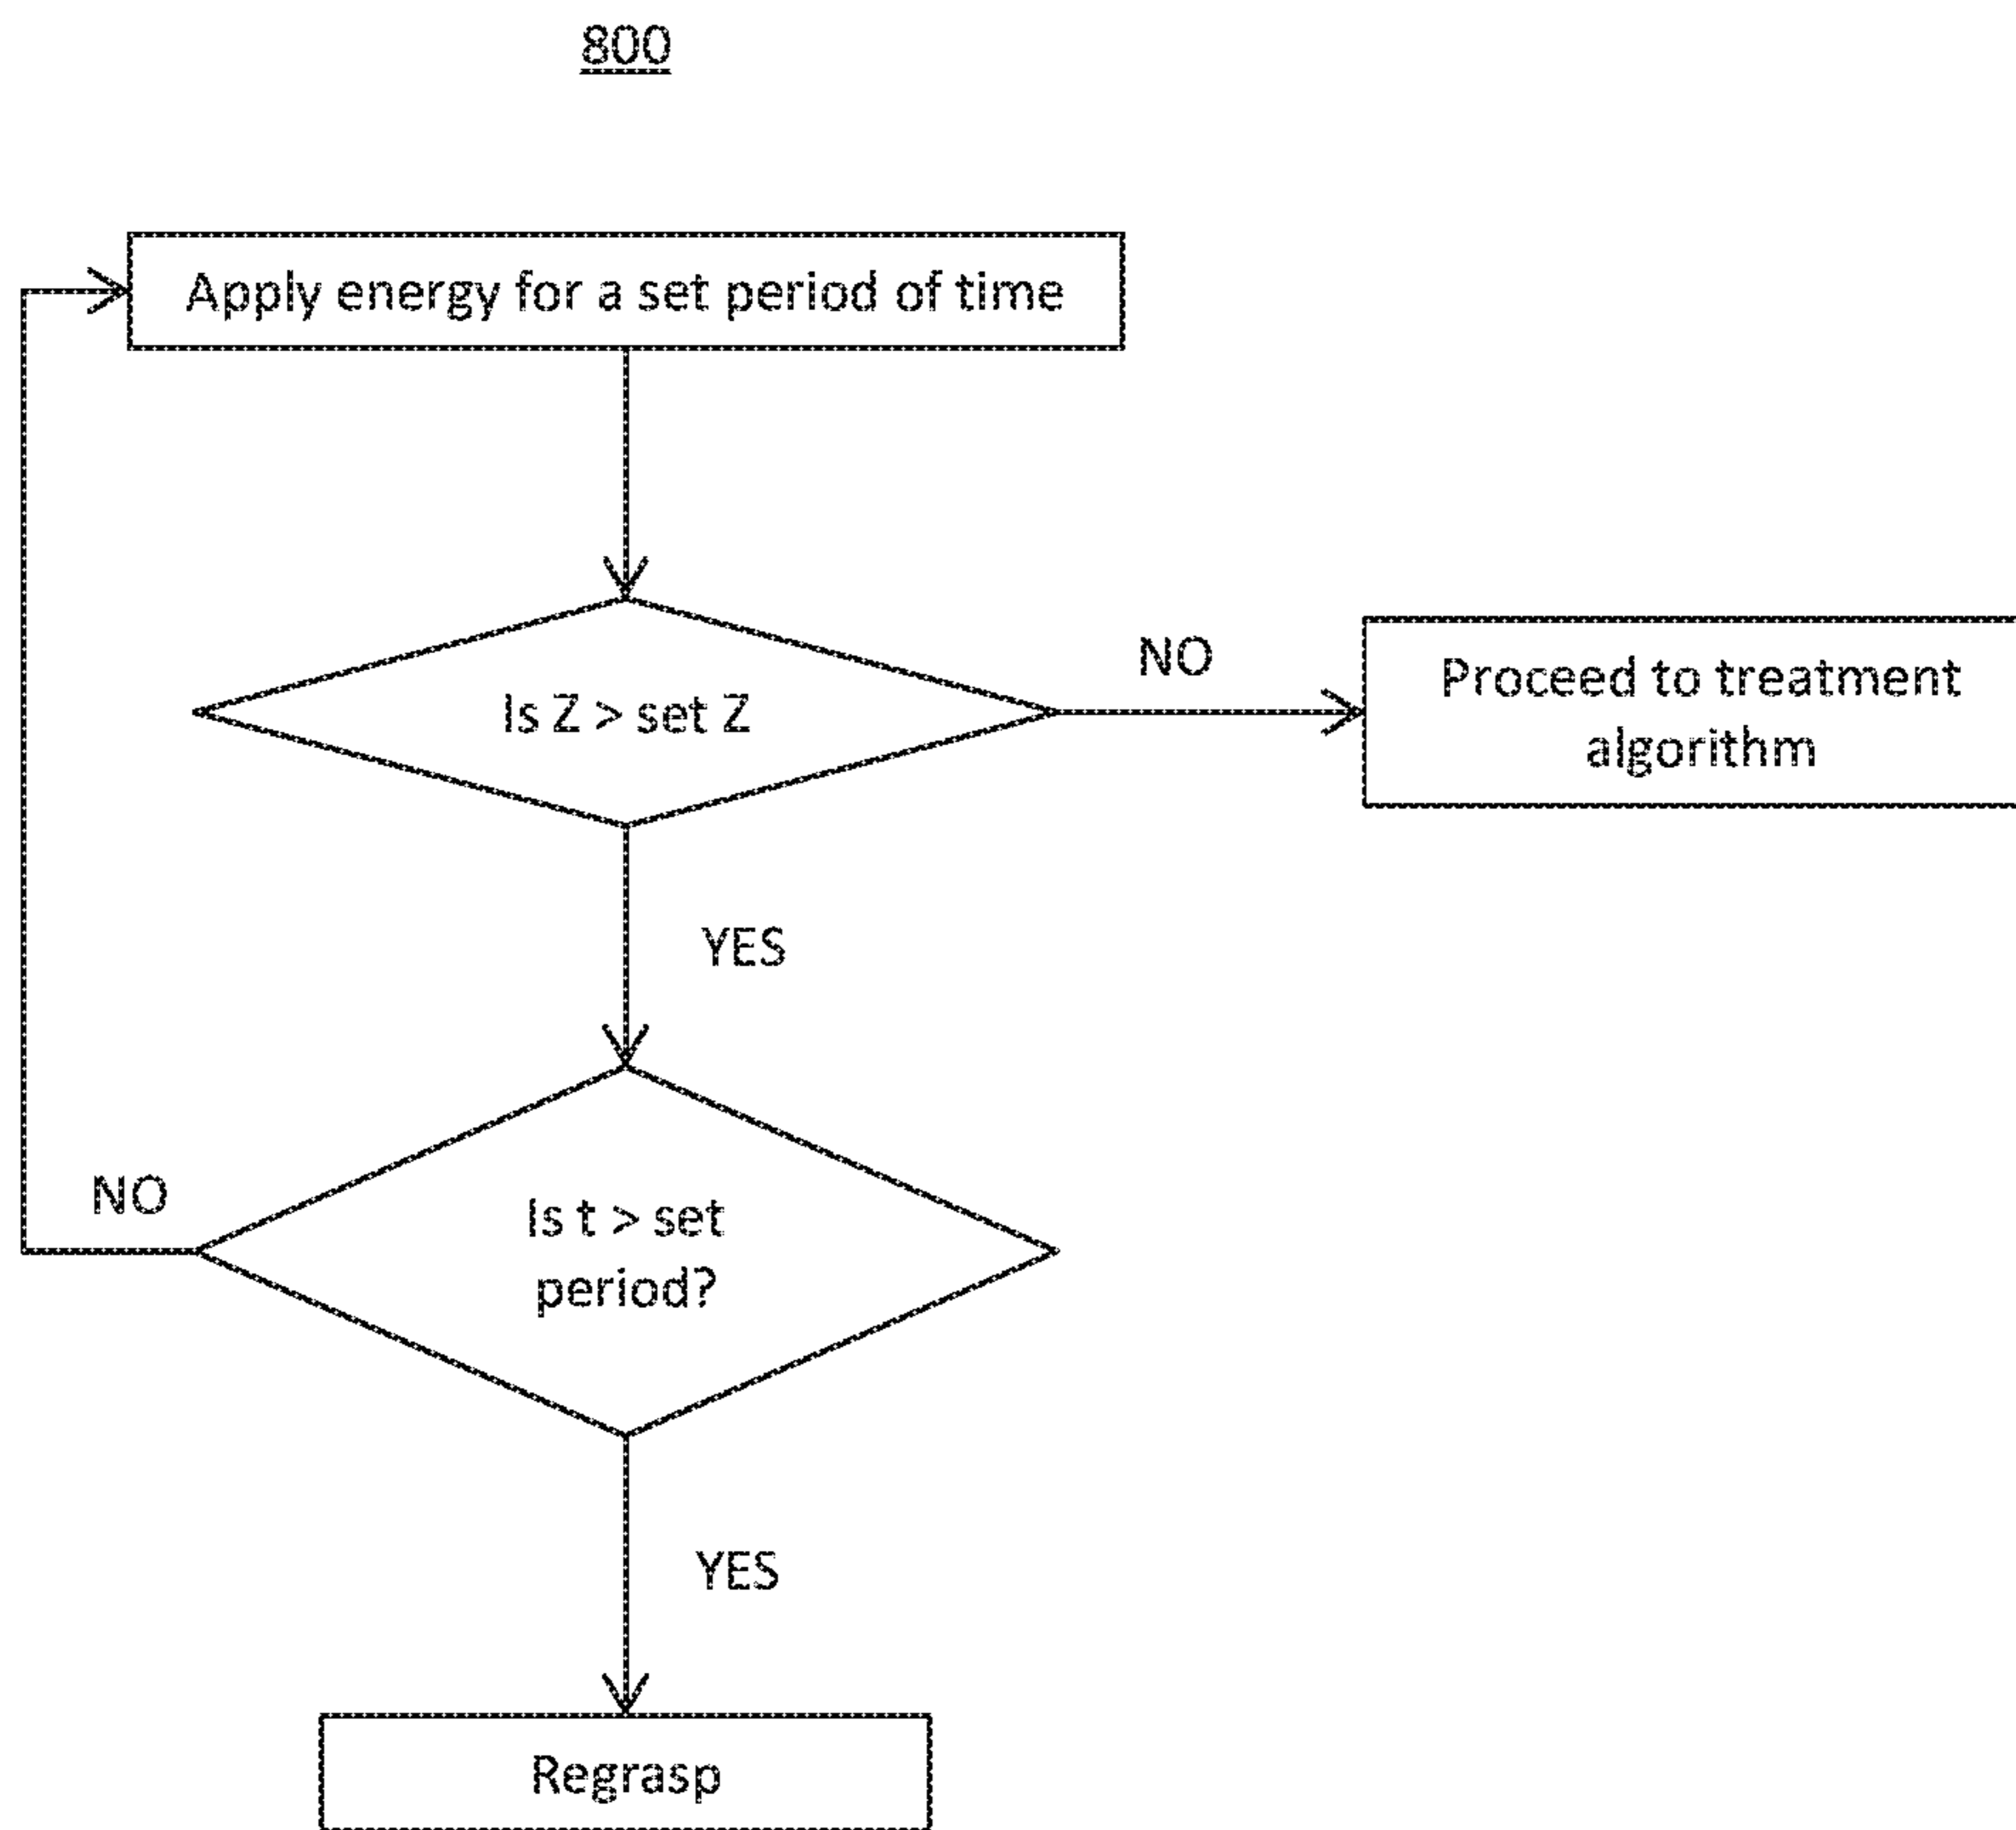 800
Apply energy for a set period of time
Is Z > set Z
NO
Proceed to treatment
algorithm
YES
NO
Is t > set
period?
YES
Regrasp